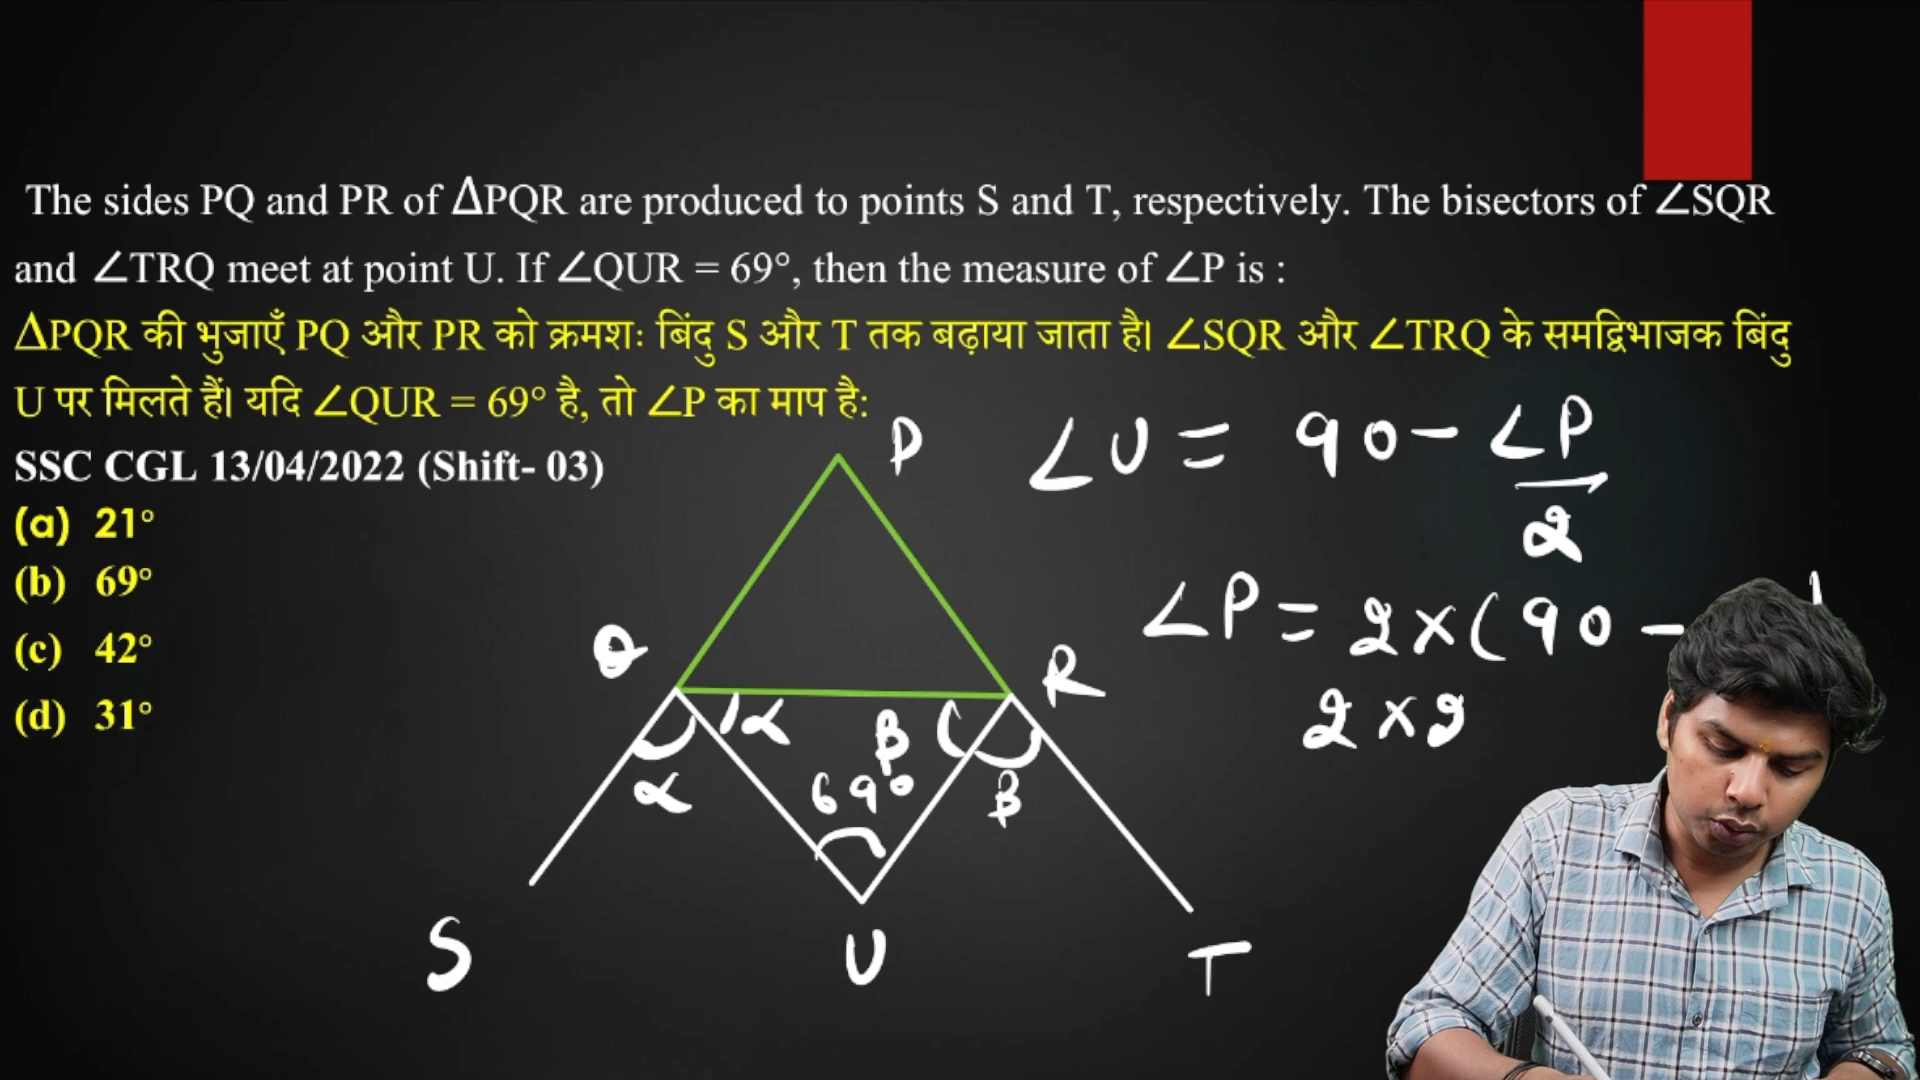 The sides PQ and PR of ΔPQR are produced to points S and T, respectively. The bisectors of ∠SQR
and ∠TRQ meet at point U. If ∠QUR = 69°, then the measure of ∠P is :
ΔPQR की भुजाएँ PQ और PR को क्रमशः बिंदु S और T तक बढ़ाया जाता है। ∠SQR और ∠TRQ के समद्विभाजक बिंदु
U पर मिलते हैं। यदि ∠QUR = 69° है, तो ∠P का माप है:
SSC CGL 13/04/2022 (Shift- 03)
(a) 21°
(b) 69°
(c) 42°
(d) 31°
P
∠U = 90 - ∠P
2
∠P = 2×(90 -
2×2
Q
R
α
β
69°
α
β
S
U
T